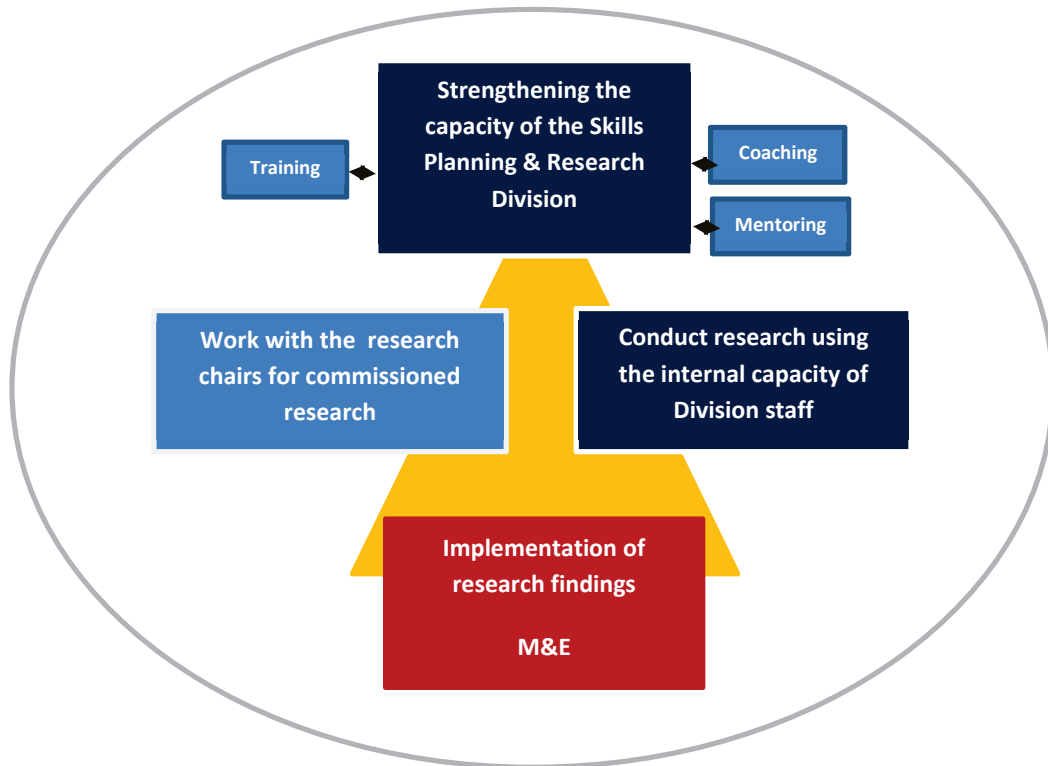 Strengthening the
capacity of the Skills
Planning & Research
Division
Training
Coaching
Mentoring
Work with the research
chairs for commissioned
research
Conduct research using
the internal capacity of
Division staff
Implementation of
research findings
M&E